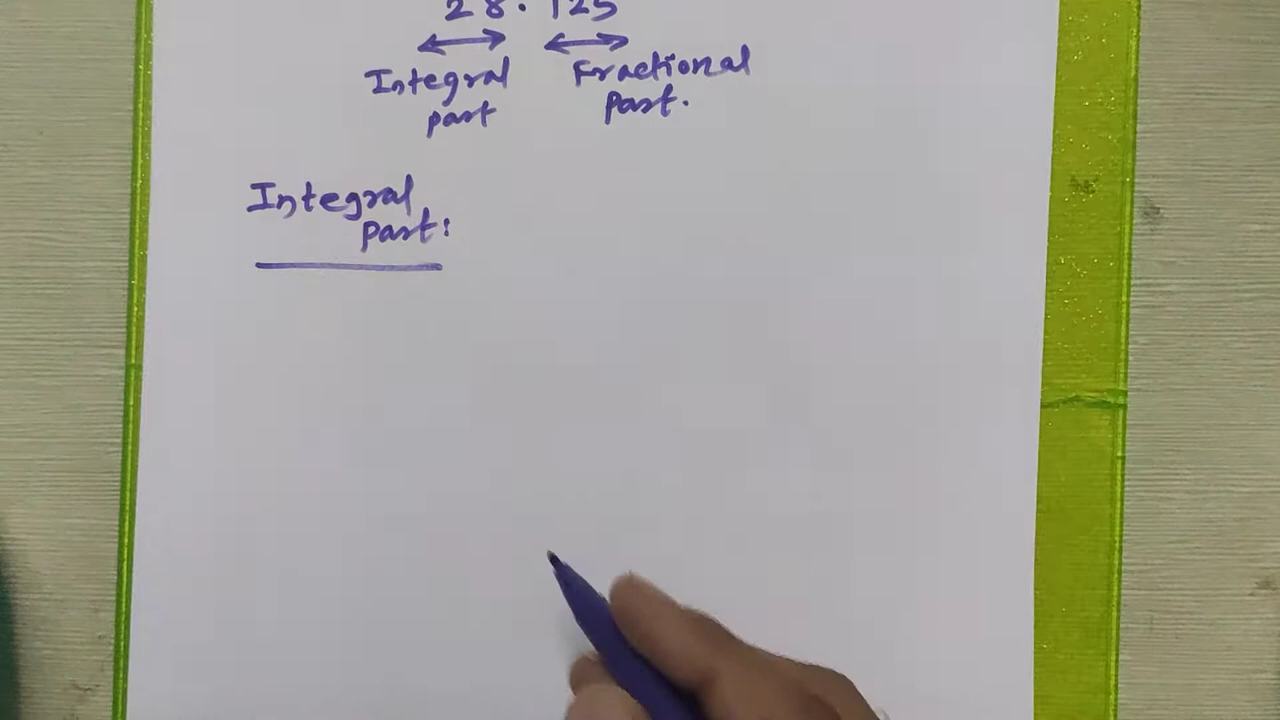 28.125
Integral Fractional
part Part.
Integral
Part: